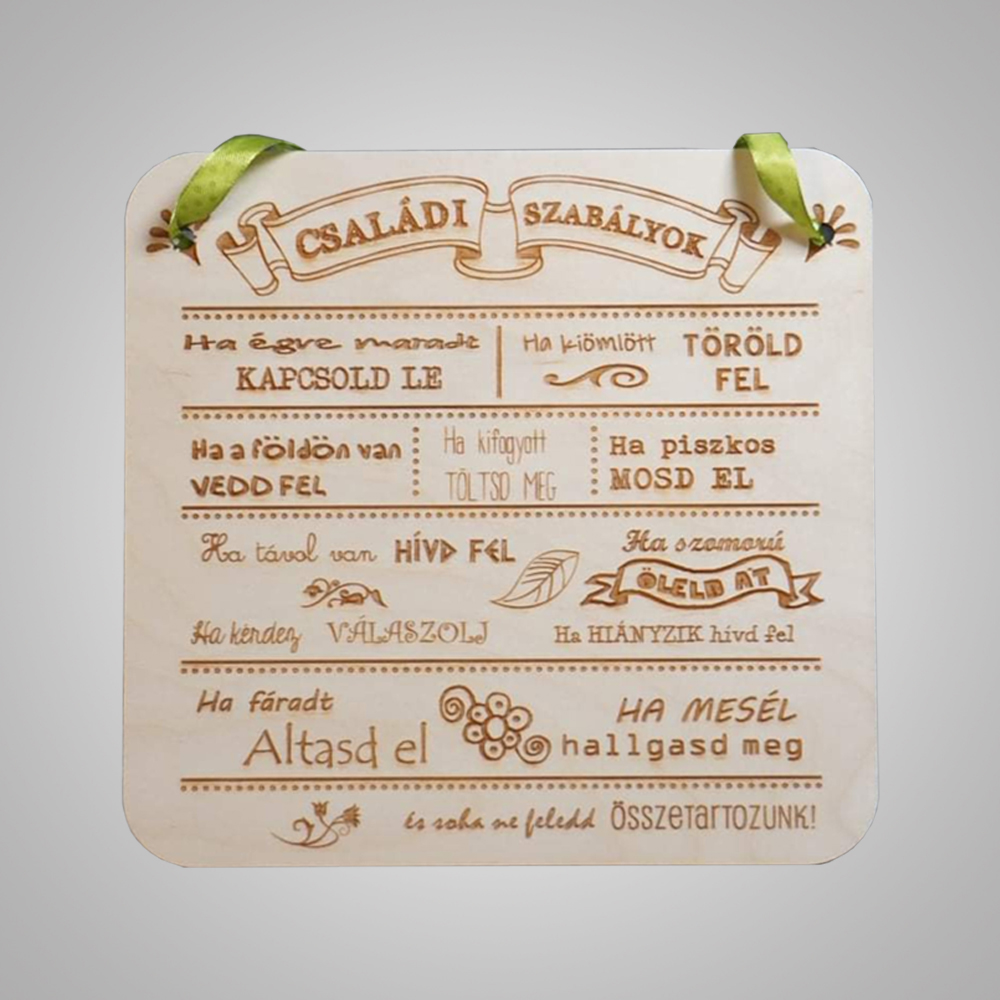 CSALÁDI SZABÁLYOK
Ha égve maradt
KAPCSOLD LE
Ha kiömlött TÖRÖLD
FEL
Ha a földön van
VEDD FEL
Ha kifogyott
TÖLTSD MEG
Ha piszkos
MOSD EL
Ha távol van HÍVD FEL
Ha szomorú
ÖLELD ÁT
Ha kérdez VÁLASZOLJ
Ha HIÁNYZIK hívd fel
Ha fáradt
Altasd el
HA MESÉL
hallgasd meg
és soha ne feledd ÖSSZETARTOZUNK!